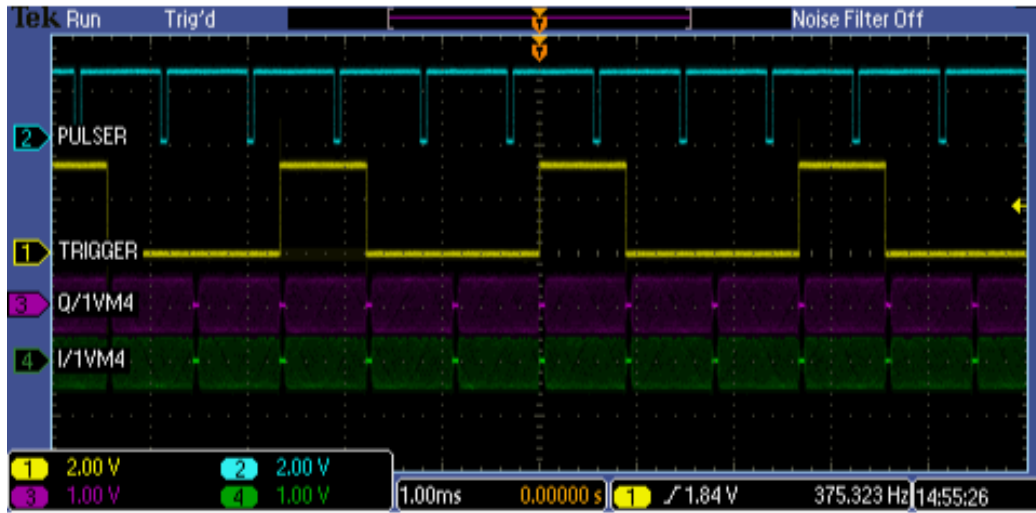 Tek Run Trig'd Noise Filter Off
T
T
2 PULSER
1 TRIGGER
3 Q/1VM4
4 I/1VM4
1 2.00 V 2 2.00 V
3 1.00 V 4 1.00 V
1.00ms 0.00000 s 1 1.84 V 375.323 Hz 14:55:26